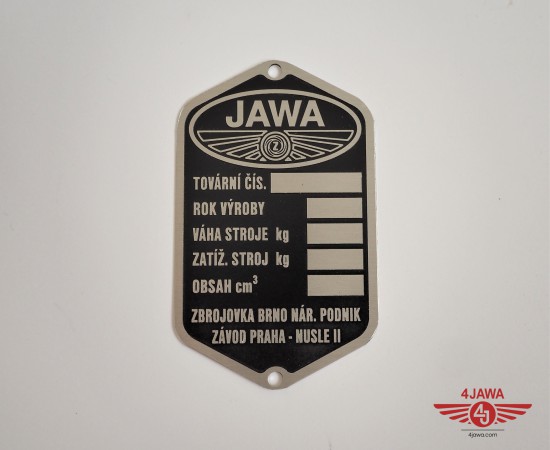 JAWA
Z
TOVÁRNÍ ČÍS.
ROK VÝROBY
VÁHA STROJE kg
ZATÍŽ. STROJ kg
OBSAH cm³
ZBROJOVKA BRNO NÁR. PODNIK
ZÁVOD PRAHA - NUSLE II
4JAWA
4J
4jawa.com